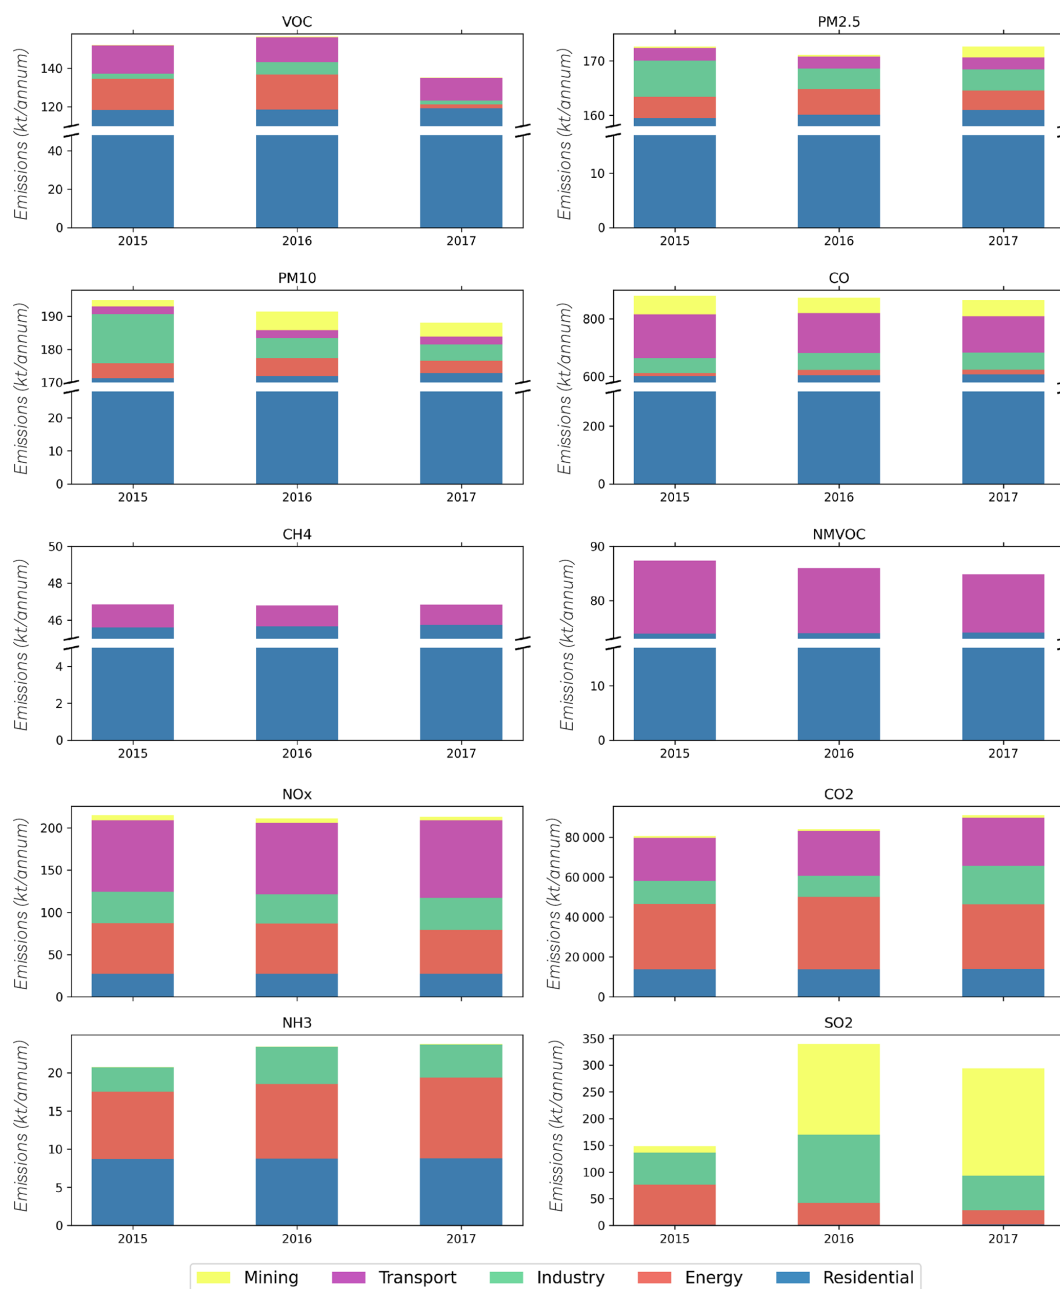 VOC
Emissions (kt/annum)
140
120
40
20
0
2015 2016 2017
PM2.5
Emissions (kt/annum)
170
160
10
0
2015 2016 2017
PM10
Emissions (kt/annum)
190
180
170
20
10
0
2015 2016 2017
CO
Emissions (kt/annum)
800
600
200
0
2015 2016 2017
CH4
Emissions (kt/annum)
50
48
46
4
2
0
2015 2016 2017
NMVOC
Emissions (kt/annum)
90
80
10
0
2015 2016 2017
NOx
Emissions (kt/annum)
200
150
100
50
0
CO2
Emissions (kt/annum)
80 000
60 000
40 000
20 000
0
NH3
Emissions (kt/annum)
20
15
10
5
0
2015 2016 2017
SO2
Emissions (kt/annum)
350
300
250
200
150
100
50
0
2015 2016 2017
Mining Transport Industry Energy Residential